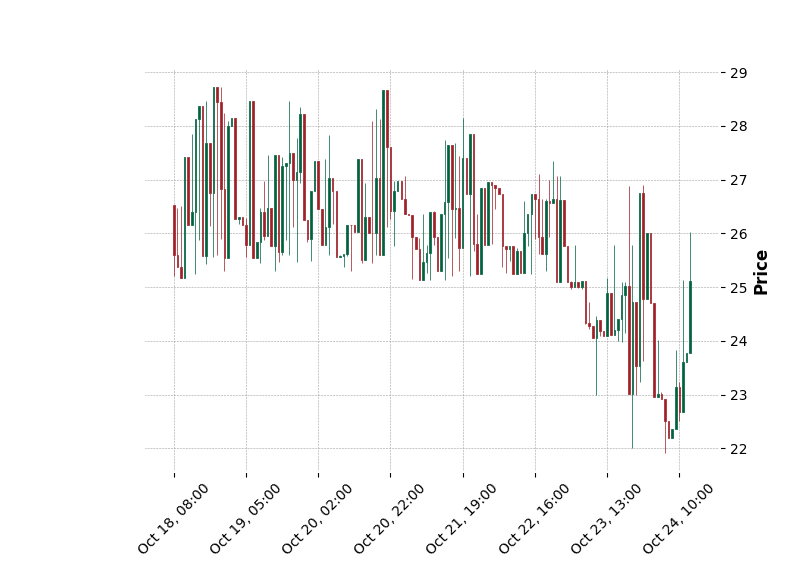 29
28
27
26
25
24
23
22
Price
Oct 18, 08:00
Oct 19, 05:00
Oct 20, 02:00
Oct 20, 22:00
Oct 21, 19:00
Oct 22, 16:00
Oct 23, 13:00
Oct 24, 10:00